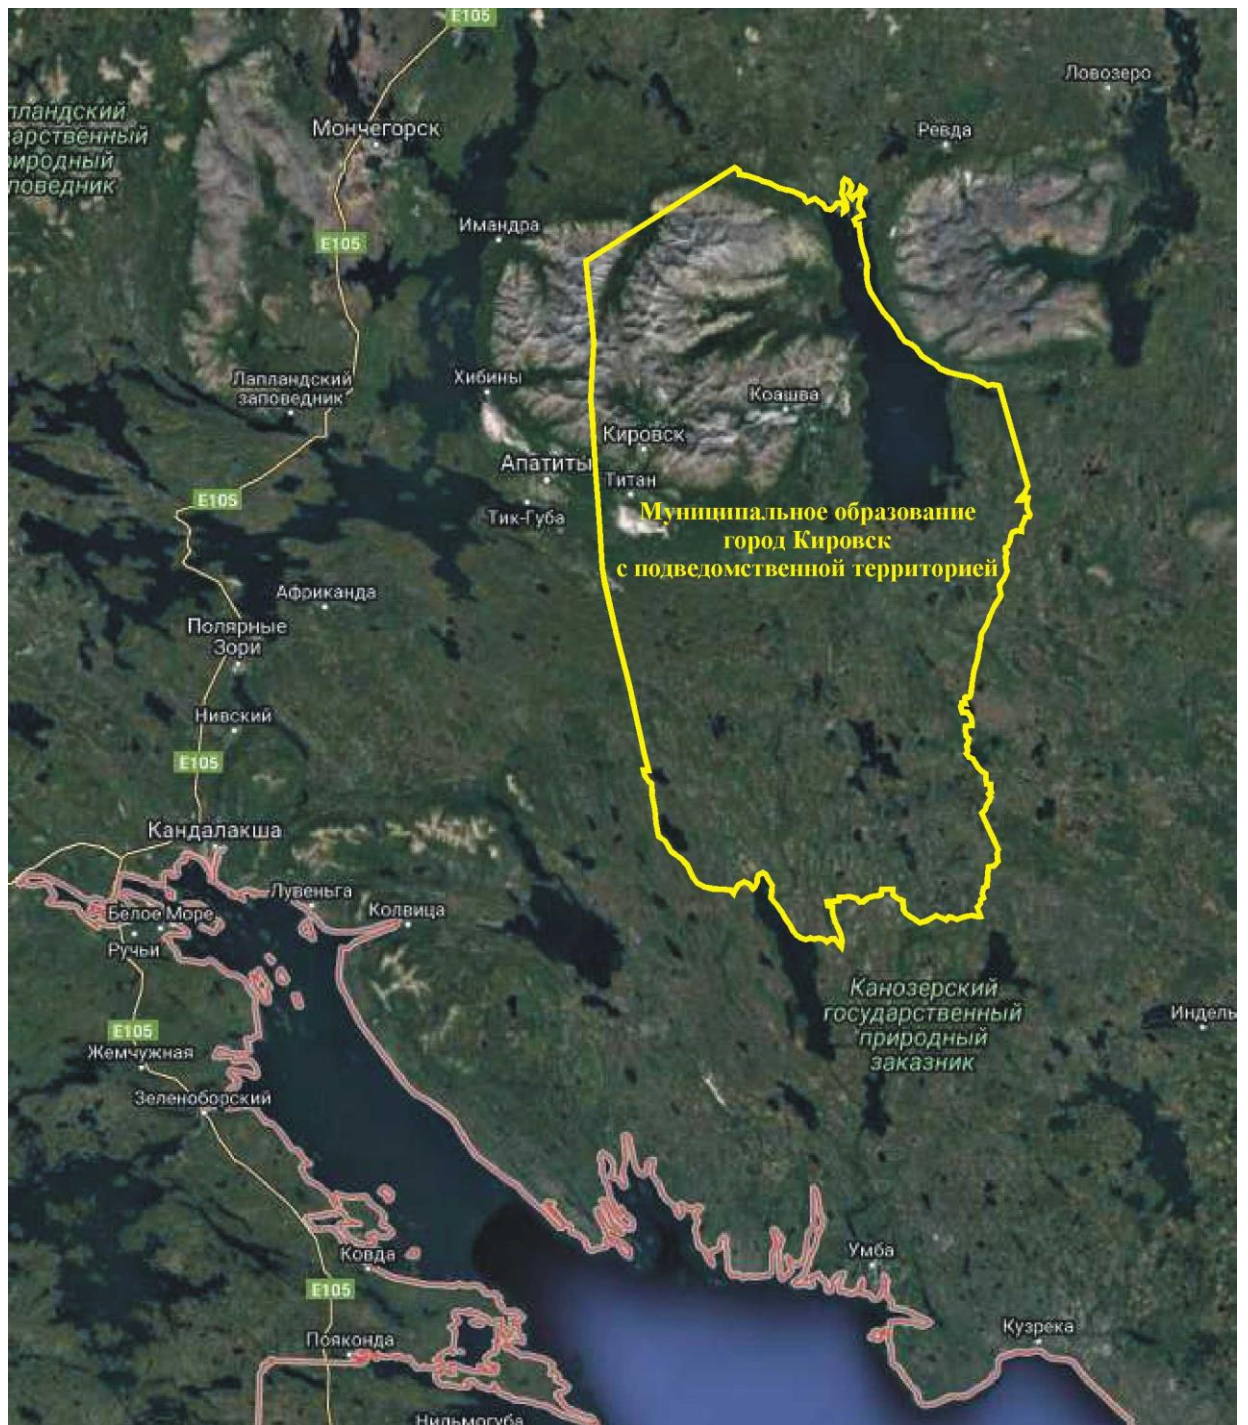 E105
Ловозеро
пландский
дарственный
риродный
поведник
Мончегорск
Ревда
Имандра
E105
Хибины
Лапландский
заповедник
Коашва
Кировск
Апатиты
Титан
E105
Тик-Губа
Муниципальное образование
город Кировск
с подведомственной территорией
Африканда
Полярные
Зори
Нивский
E105
Кандалакша
Лувеньга
Колвица
Белое Море
Ручьи
Канозерский
государственный
природный
заказник
Индель
E105
Жемчужная
Зеленоборский
Ковда
Умба
E105
Пояконда
Кузрека
Нильмогуба